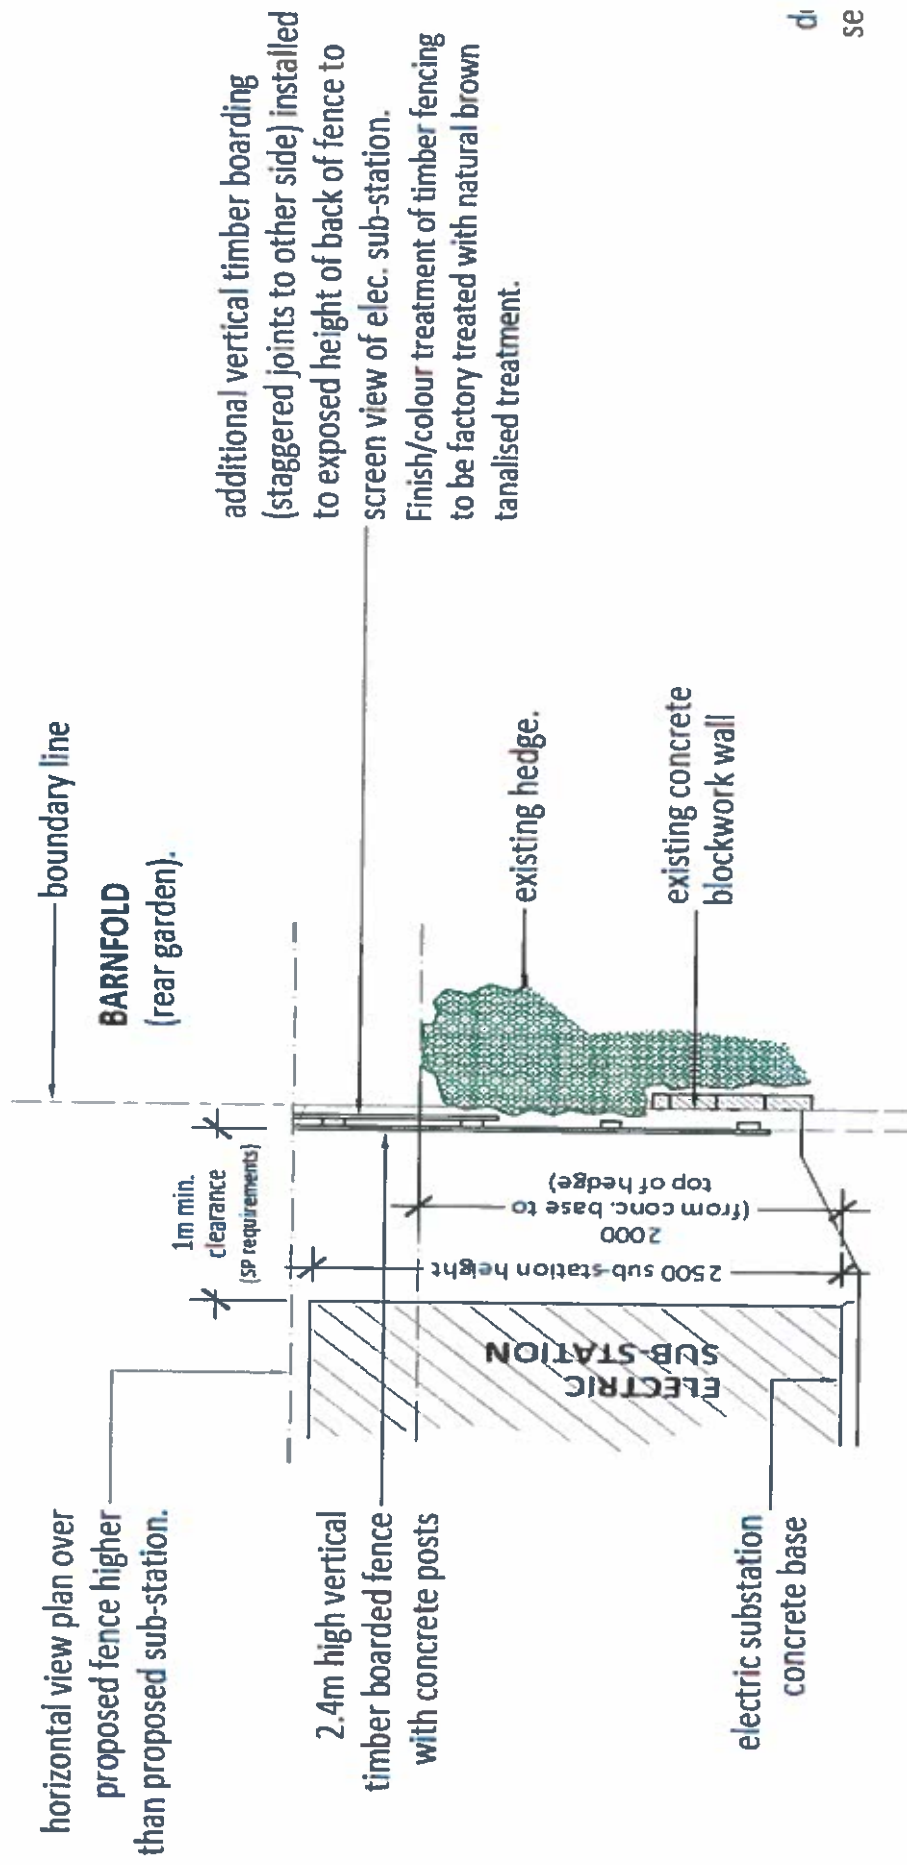 horizontal view plan over
proposed fence higher
than proposed sub-station.
2.4m high vertical
timber boarded fence
with concrete posts
electric substation
concrete base
1m min.
clearance
(SP requirements)
ELECTRIC
SUB-STATION
2500 sub-station height
2000
(from conc. base to
top of hedge)
boundary line
BARNFOLD
(rear garden).
existing hedge.
existing concrete
blockwork wall
additional vertical timber boarding
(staggered joints to other side) installed
to exposed height of back of fence to
screen view of elec. sub-station.
Finish/colour treatment of timber fencing
to be factory treated with natural brown
tanalised treatment.
se